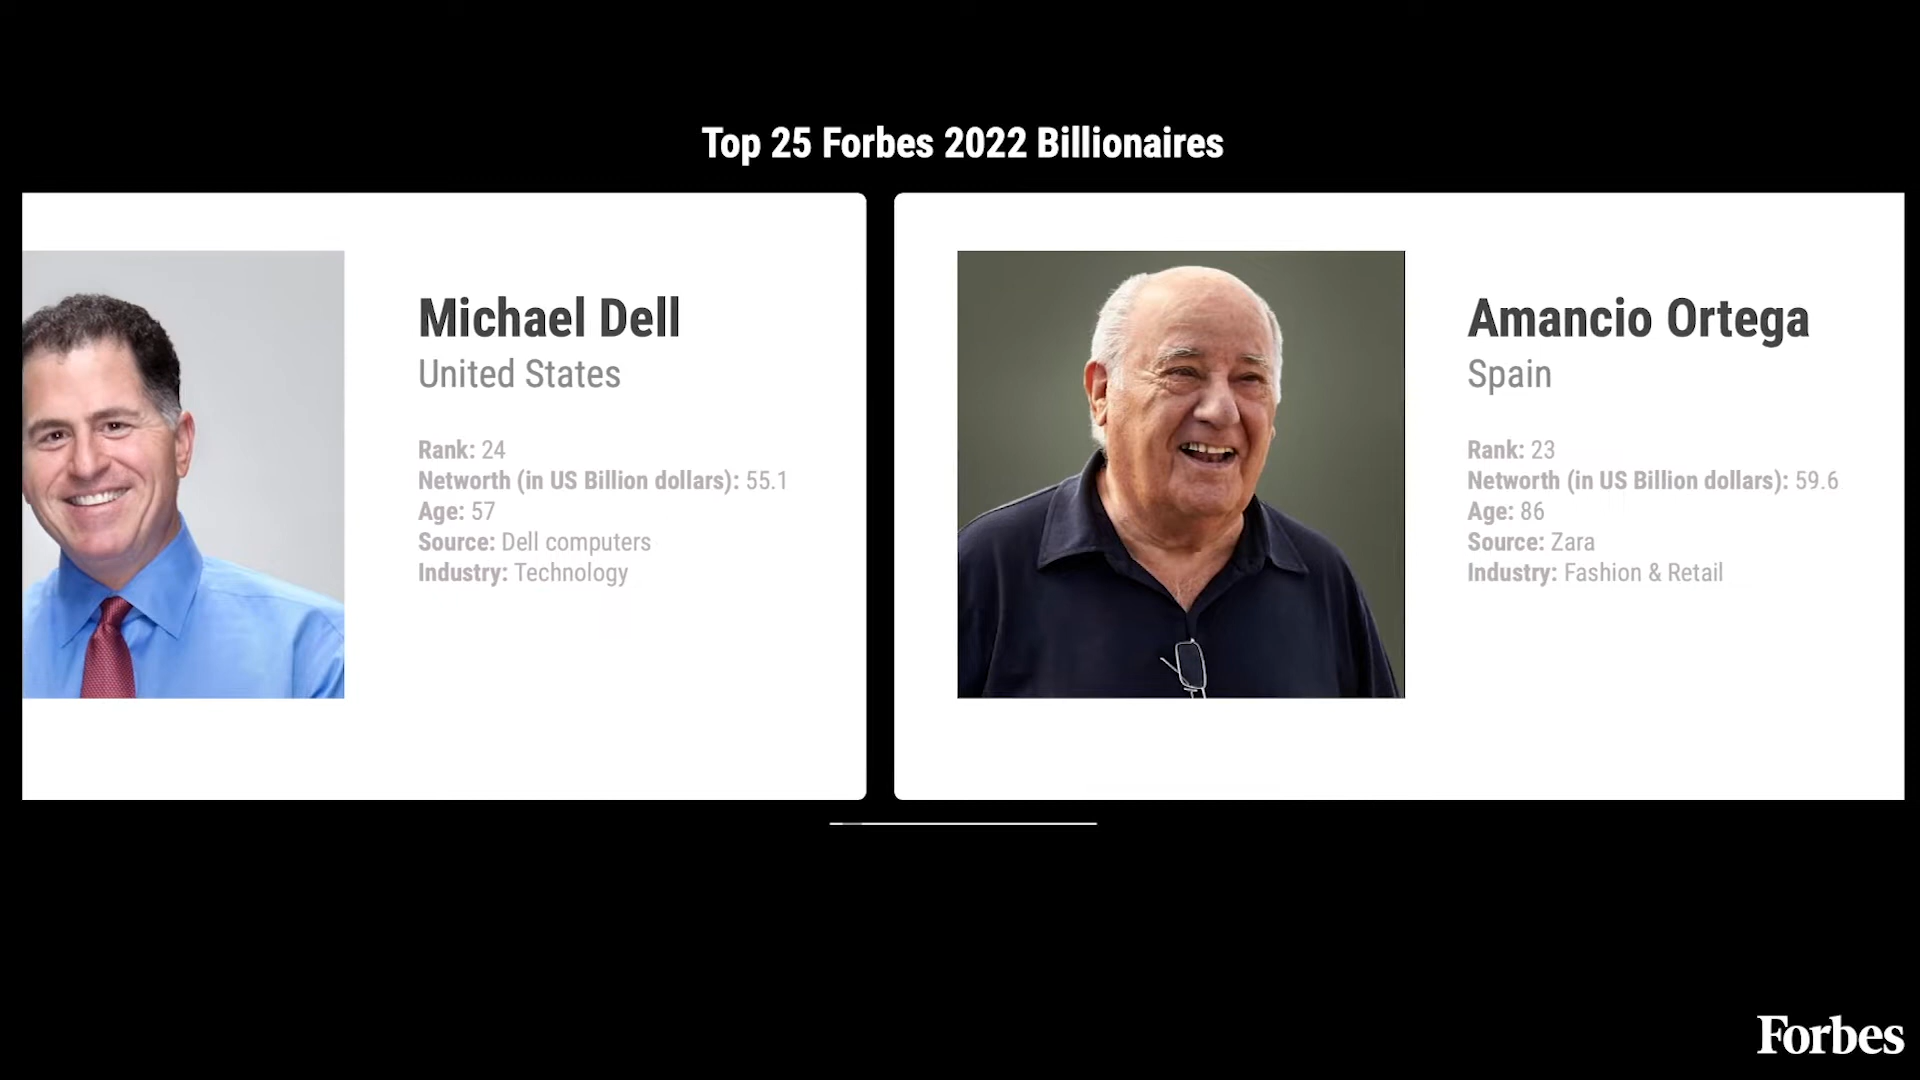 Top 25 Forbes 2022 Billionaires
Michael Dell
United States
Rank: 24
Networth (in US Billion dollars): 55.1
Age: 57
Source: Dell computers
Industry: Technology
Amancio Ortega
Spain
Rank: 23
Networth (in US Billion dollars): 59.6
Age: 86
Source: Zara
Industry: Fashion & Retail
Forbes